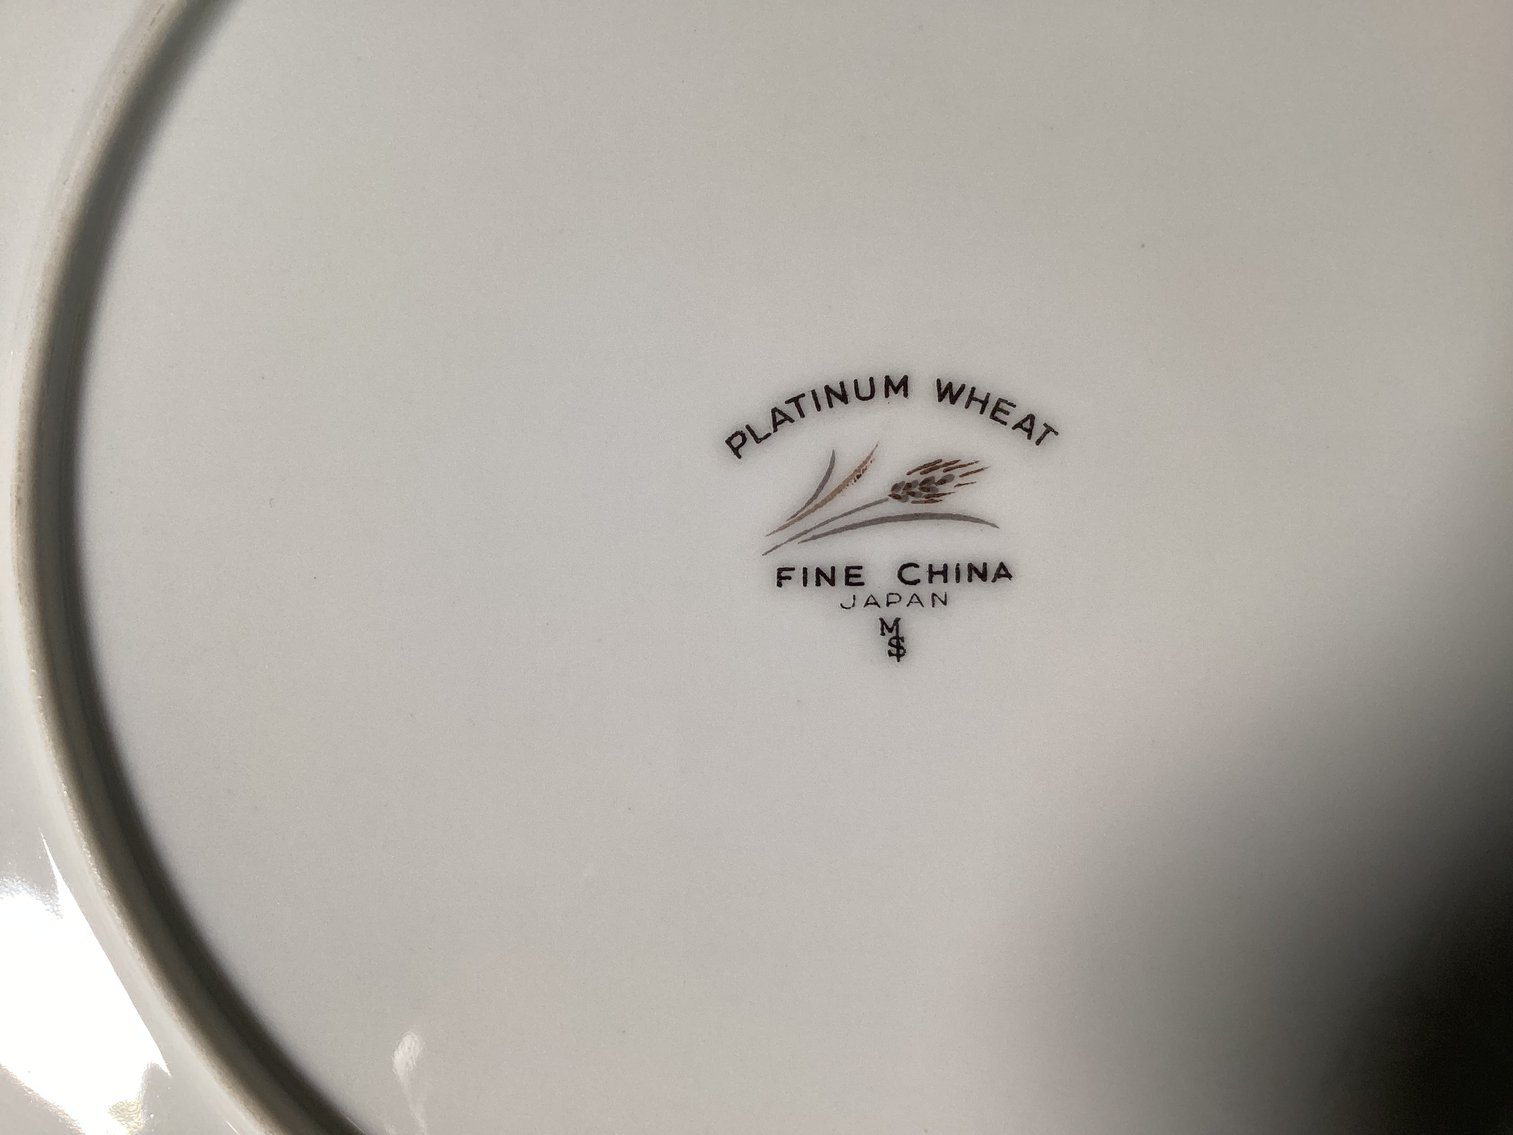 PLATINUM WHEAT
FINE CHINA
JAPAN
M
S